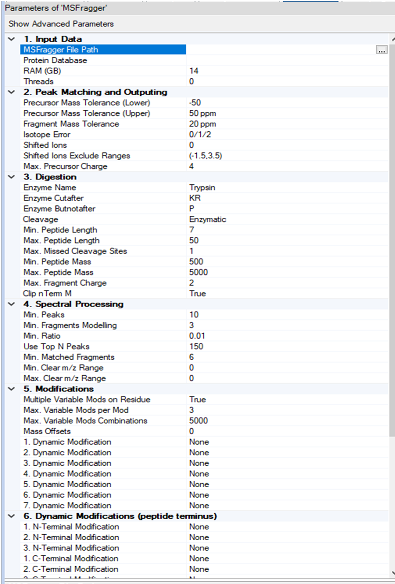 Parameters of 'MSFragger'
Show Advanced Parameters
1. Input Data
MSFragger File Path ...
Protein Database
RAM (GB) 14
Threads 0
2. Peak Matching and Outputing
Precursor Mass Tolerance (Lower) -50
Precursor Mass Tolerance (Upper) 50 ppm
Fragment Mass Tolerance 20 ppm
Isotope Error 0/1/2
Shifted Ions 0
Shifted Ions Exclude Ranges (-1.5,3.5)
Max. Precursor Charge 4
3. Digestion
Enzyme Name Trypsin
Enzyme Cutafter KR
Enzyme Butnotafter P
Cleavage Enzymatic
Min. Peptide Length 7
Max. Peptide Length 50
Max. Missed Cleavage Sites 1
Min. Peptide Mass 500
Max. Peptide Mass 5000
Max. Fragment Charge 2
Clip nTerm M True
4. Spectral Processing
Min. Peaks 10
Min. Fragments Modelling 3
Min. Ratio 0.01
Use Top N Peaks 150
Min. Matched Fragments 6
Min. Clear m/z Range 0
Max. Clear m/z Range 0
5. Modifications
Multiple Variable Mods on Residue True
Max. Variable Mods per Mod 3
Max. Variable Mods Combinations 5000
Mass Offsets 0
1. Dynamic Modification None
2. Dynamic Modification None
3. Dynamic Modification None
4. Dynamic Modification None
5. Dynamic Modification None
6. Dynamic Modification None
7. Dynamic Modification None
6. Dynamic Modifications (peptide terminus)
1. N-Terminal Modification None
2. N-Terminal Modification None
3. N-Terminal Modification None
1. C-Terminal Modification None
2. C-Terminal Modification None